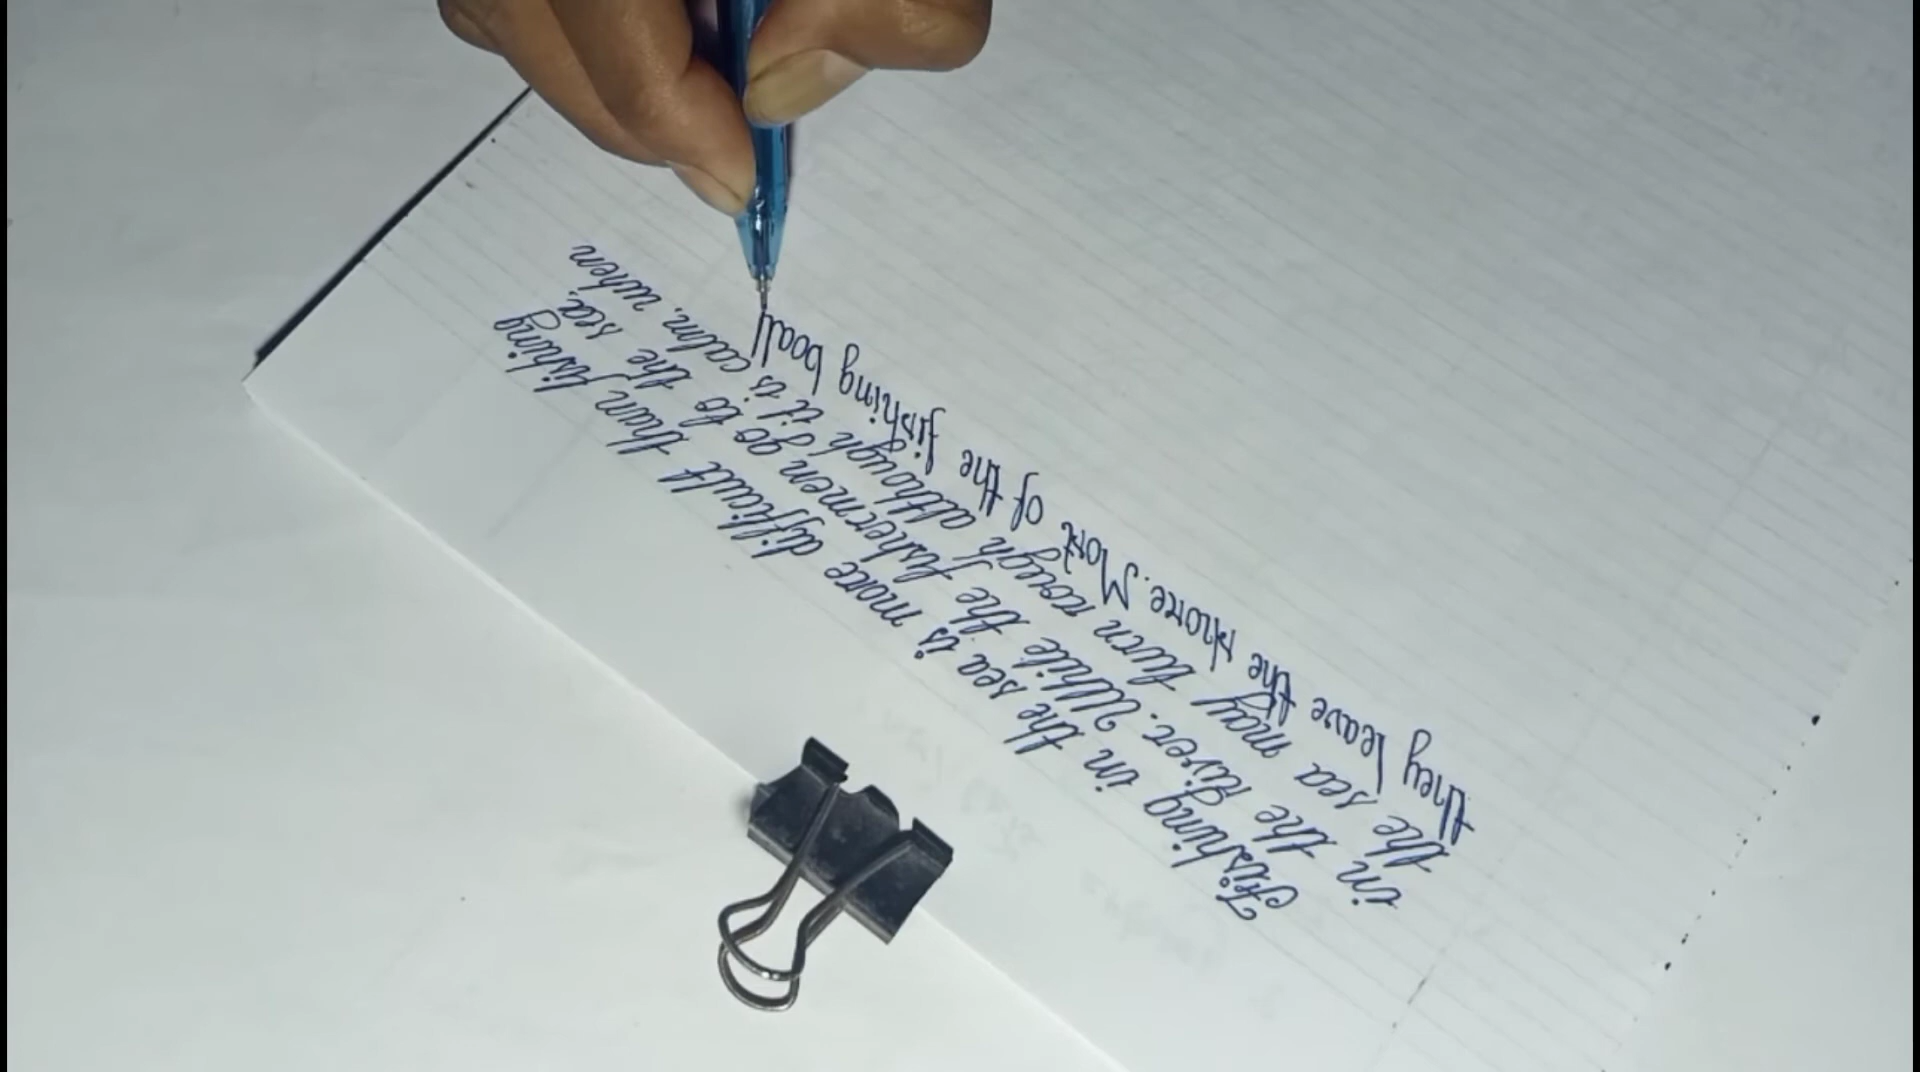 Fishing in the sea is more difficult than fishing
in the River. While the fishermen go to the sea,
the sea may turn rough although it is calm, when
they leave the shore. Most of the fishing boat